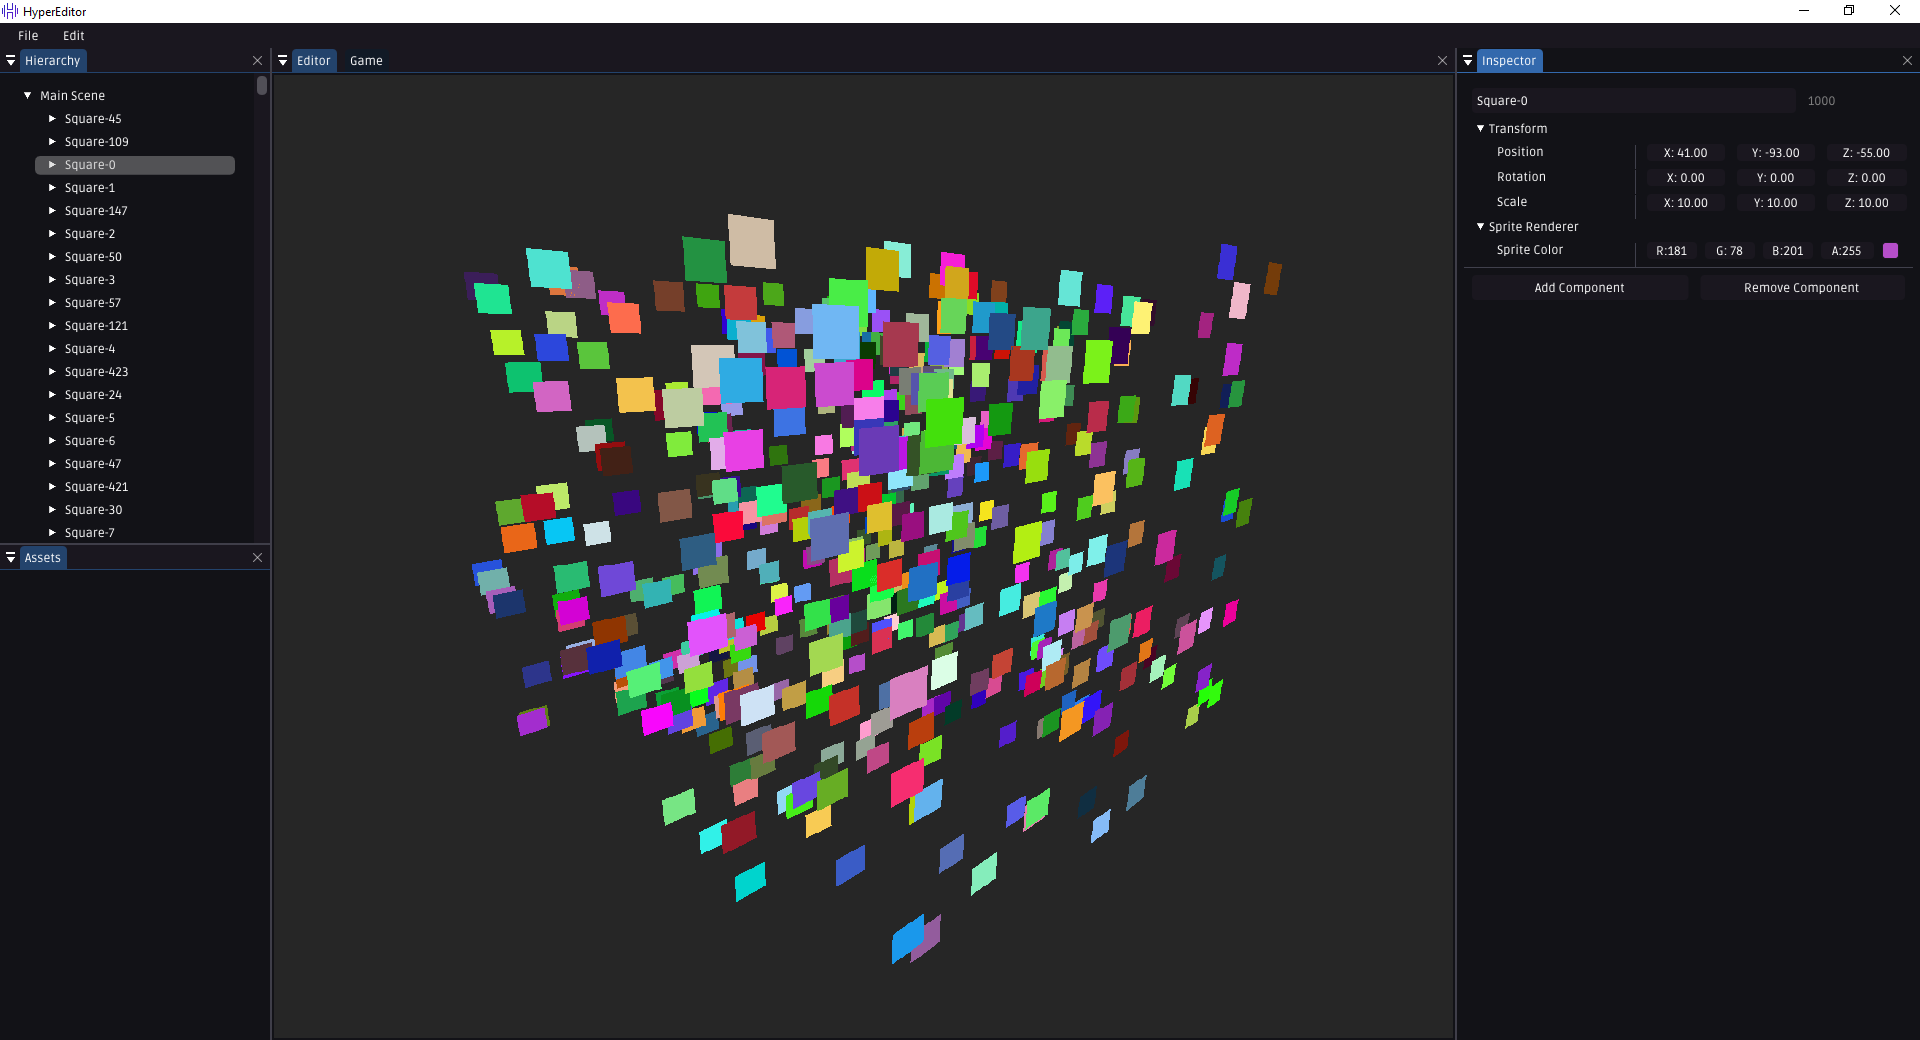 HyperEditor
File Edit
Hierarchy
Main Scene
Square-45
Square-109
Square-0
Square-1
Square-147
Square-2
Square-50
Square-3
Square-57
Square-121
Square-4
Square-423
Square-24
Square-5
Square-6
Square-47
Square-421
Square-30
Square-7
Assets
Editor Game
Inspector
Square-0 1000
Transform
Position X: 41.00 Y: -93.00 Z: -55.00
Rotation X: 0.00 Y: 0.00 Z: 0.00
Scale X: 10.00 Y: 10.00 Z: 10.00
Sprite Renderer
Sprite Color R:181 G: 78 B:201 A:255
Add Component Remove Component